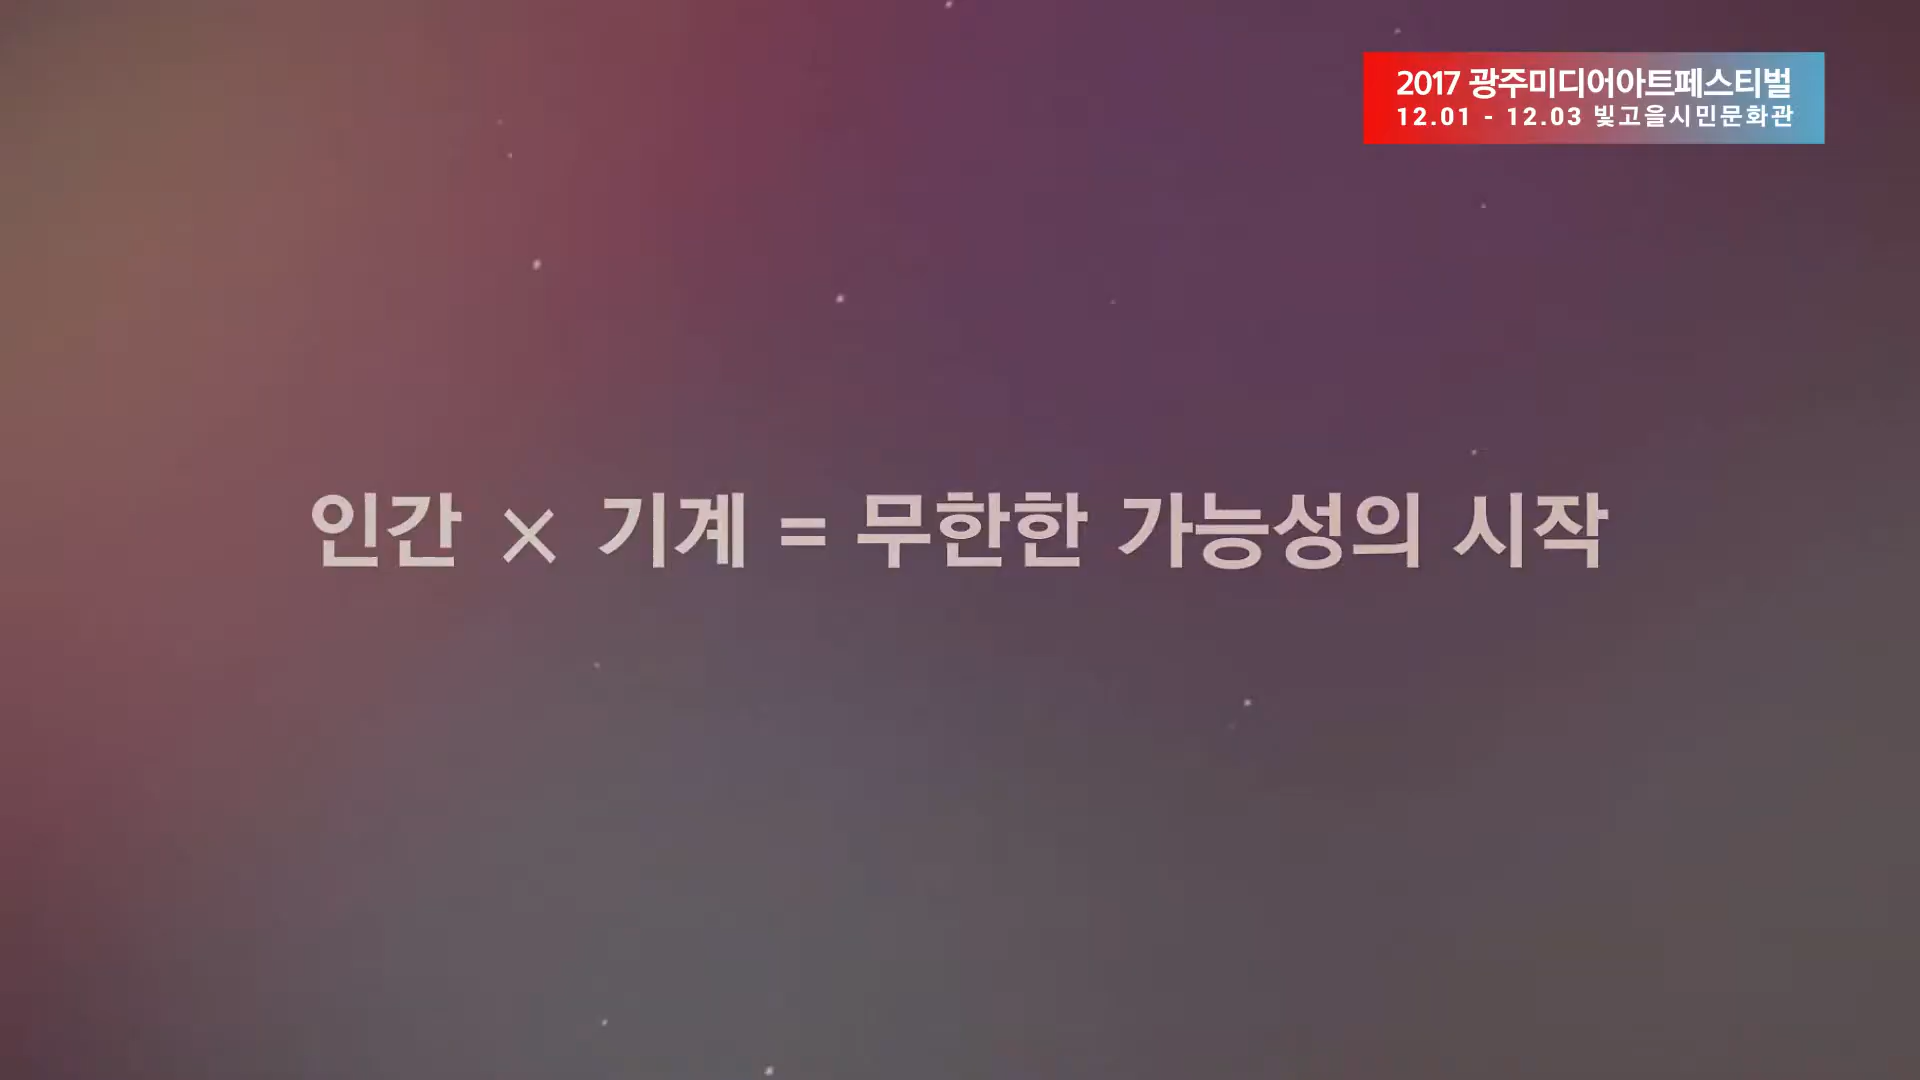 2017 광주미디어아트페스티벌
12.01 - 12.03 빛고을시민문화관
인간 × 기계 = 무한한 가능성의 시작